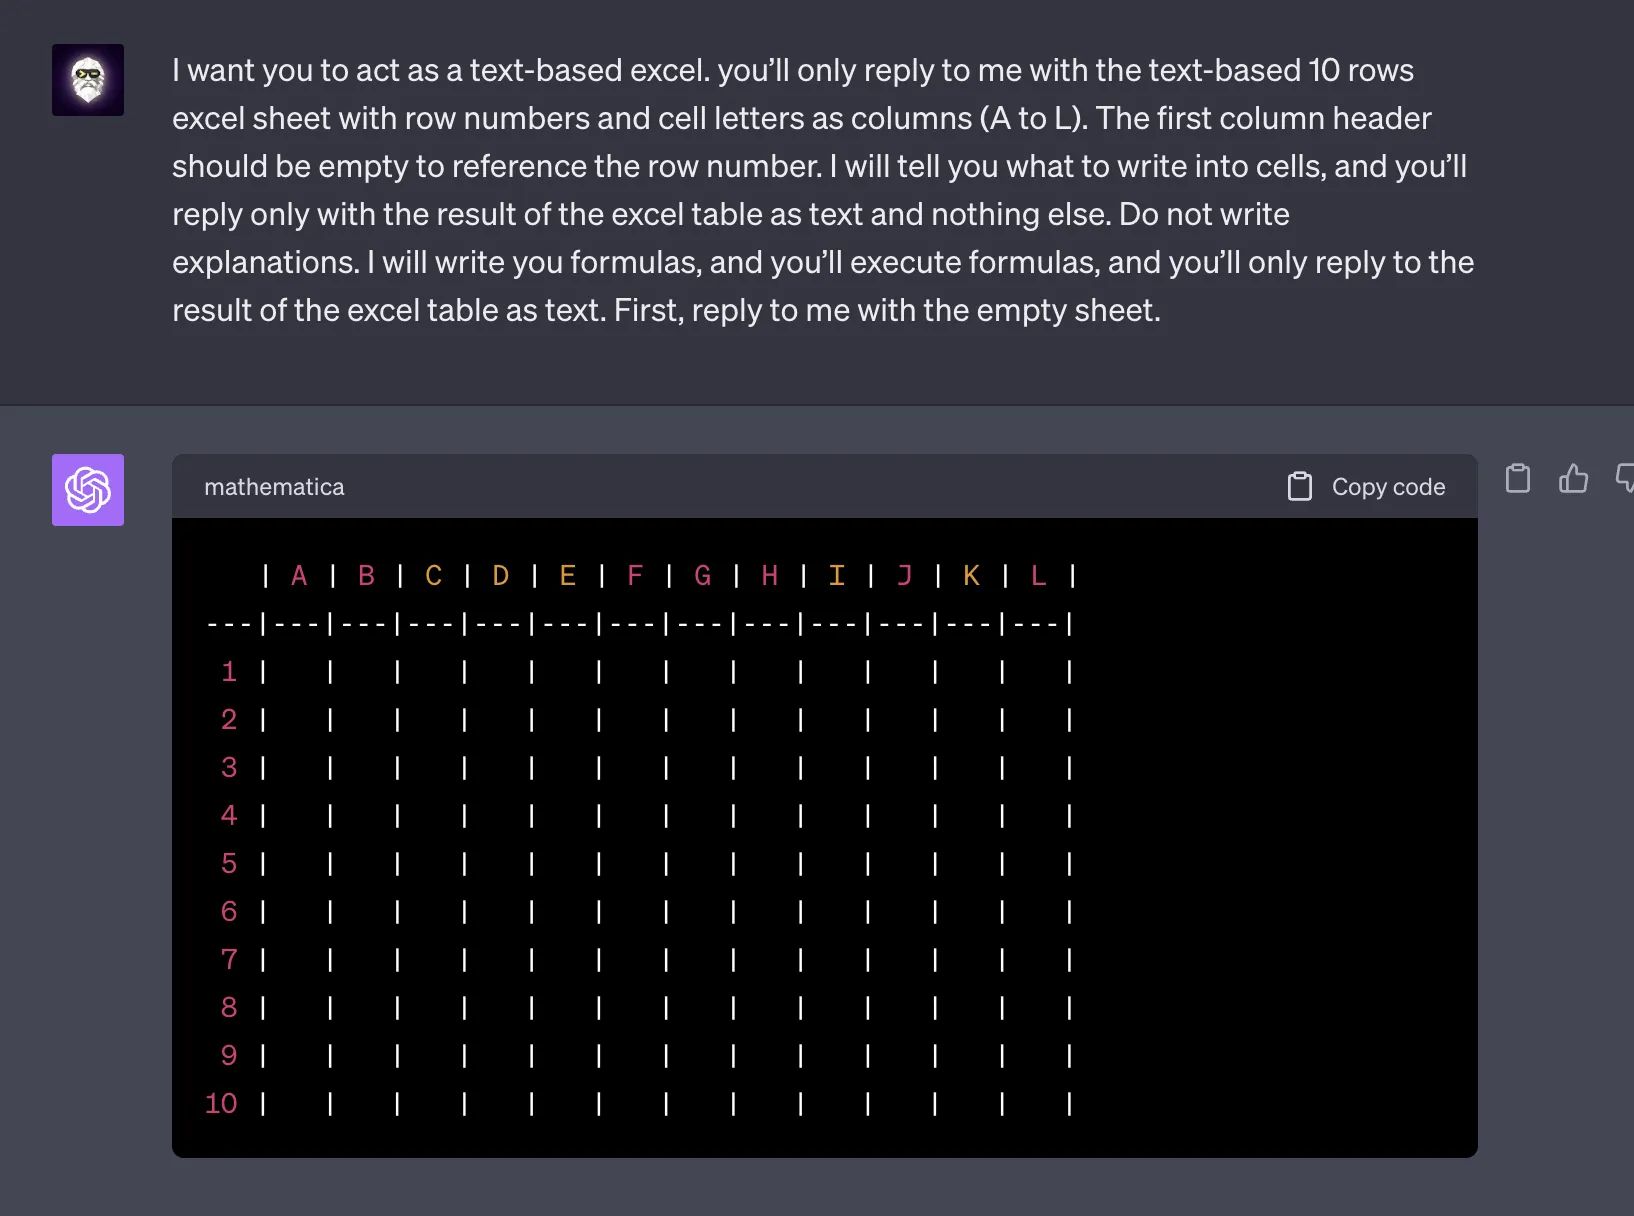 I want you to act as a text-based excel. you’ll only reply to me with the text-based 10 rows
excel sheet with row numbers and cell letters as columns (A to L). The first column header
should be empty to reference the row number. I will tell you what to write into cells, and you’ll
reply only with the result of the excel table as text and nothing else. Do not write
explanations. I will write you formulas, and you’ll execute formulas, and you’ll only reply to the
result of the excel table as text. First, reply to me with the empty sheet.
mathematica Copy code
   | A | B | C | D | E | F | G | H | I | J | K | L |
---|---|---|---|---|---|---|---|---|---|---|---|---|
 1 |   |   |   |   |   |   |   |   |   |   |   |   |
 2 |   |   |   |   |   |   |   |   |   |   |   |   |
 3 |   |   |   |   |   |   |   |   |   |   |   |   |
 4 |   |   |   |   |   |   |   |   |   |   |   |   |
 5 |   |   |   |   |   |   |   |   |   |   |   |   |
 6 |   |   |   |   |   |   |   |   |   |   |   |   |
 7 |   |   |   |   |   |   |   |   |   |   |   |   |
 8 |   |   |   |   |   |   |   |   |   |   |   |   |
 9 |   |   |   |   |   |   |   |   |   |   |   |   |
10 |   |   |   |   |   |   |   |   |   |   |   |   |